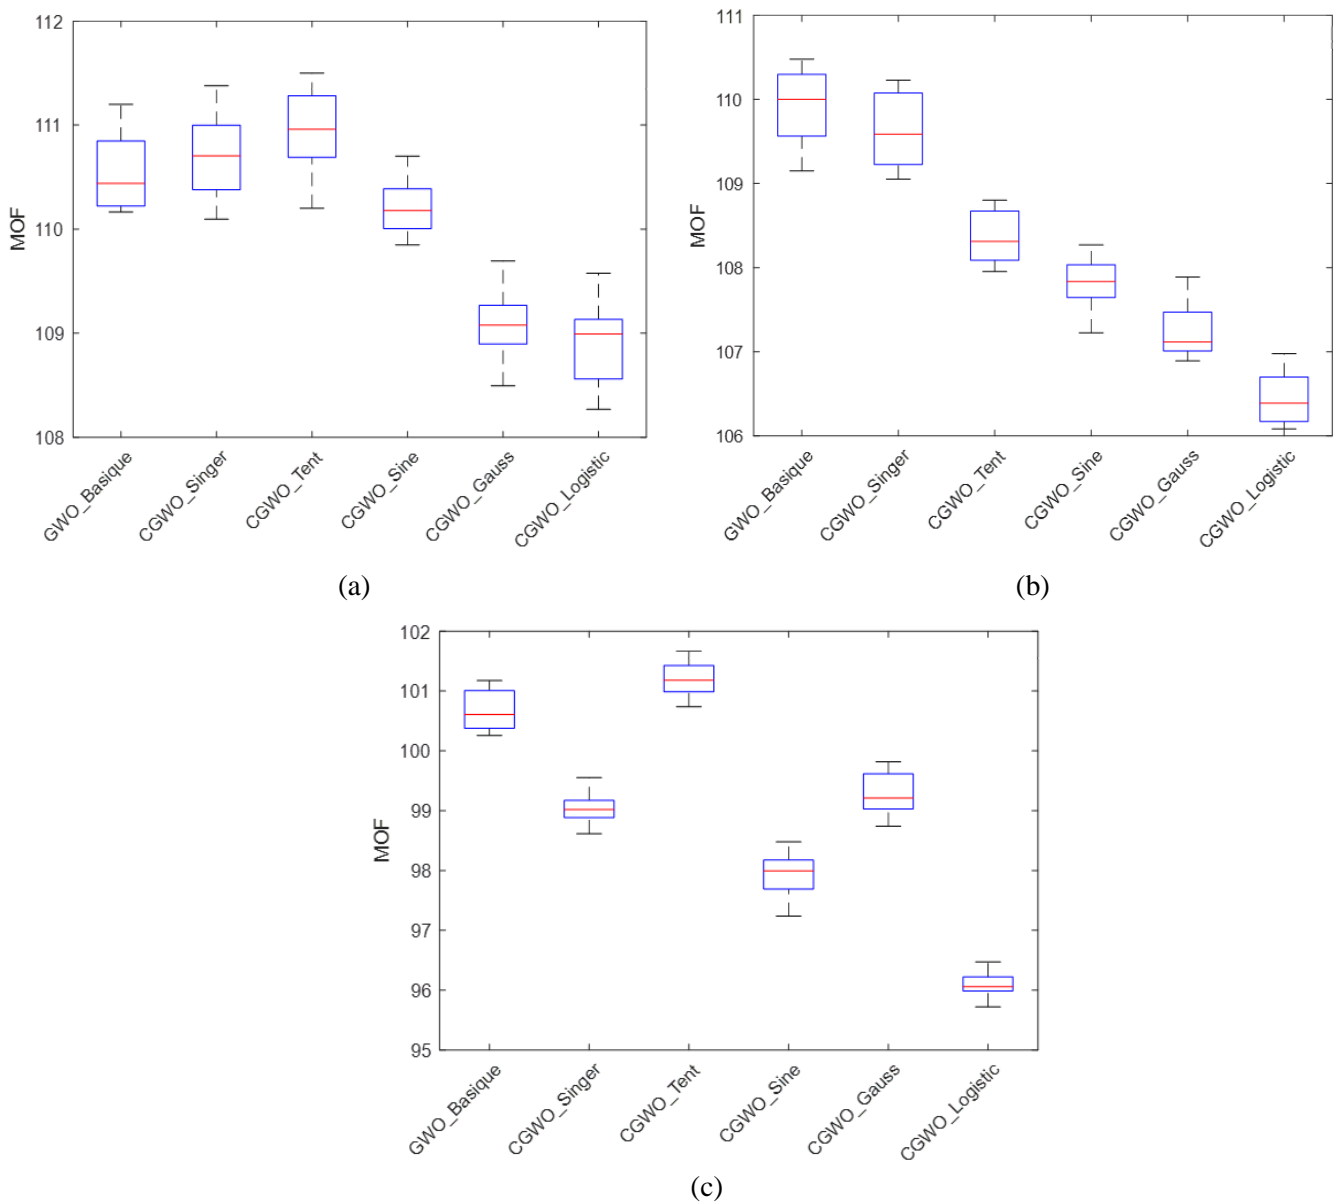 112
111
110
109
108
MOF
GWO_Basique
CGWO_Singer
CGWO_Tent
CGWO_Sine
CGWO_Gauss
CGWO_Logistic
(a)
111
110
109
108
107
106
MOF
GWO_Basique
CGWO_Singer
CGWO_Tent
CGWO_Sine
CGWO_Gauss
CGWO_Logistic
(b)
102
101
100
99
98
97
96
95
MOF
GWO_Basique
CGWO_Singer
CGWO_Tent
CGWO_Sine
CGWO_Gauss
CGWO_Logistic
(c)